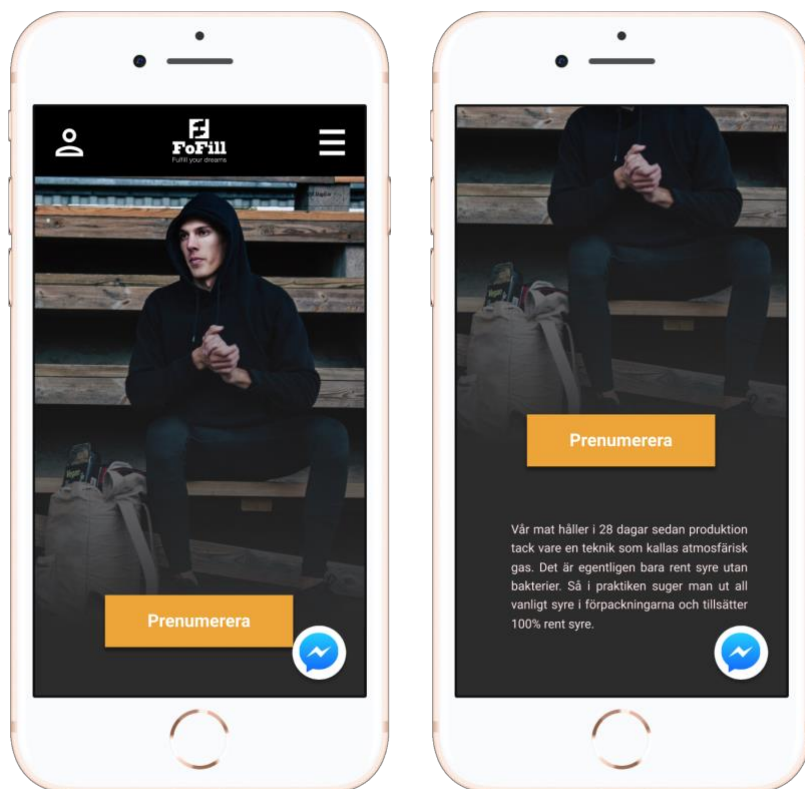 FoFill
Fulfill your dreams
Prenumerera
Prenumerera
Vår mat håller i 28 dagar sedan produktion
tack vare en teknik som kallas atmosfärisk
gas. Det är egentligen bara rent syre utan
bakterier. Så i praktiken suger man ut all
vanligt syre i förpackningarna och tillsätter
100% rent syre.